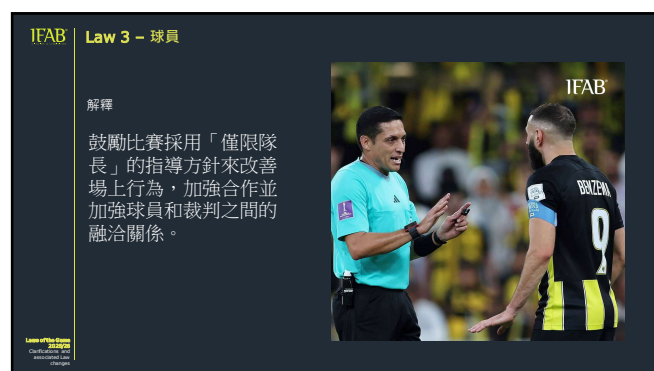 IFAB
Law 3 – 球員
解釋
鼓勵比賽採用「僅限隊
長」的指導方針來改善
場上行為，加強合作並
加強球員和裁判之間的
融洽關係。
IFAB
BENZEMA
9
Laws of the Game
Clarifications and
associated Law
changes